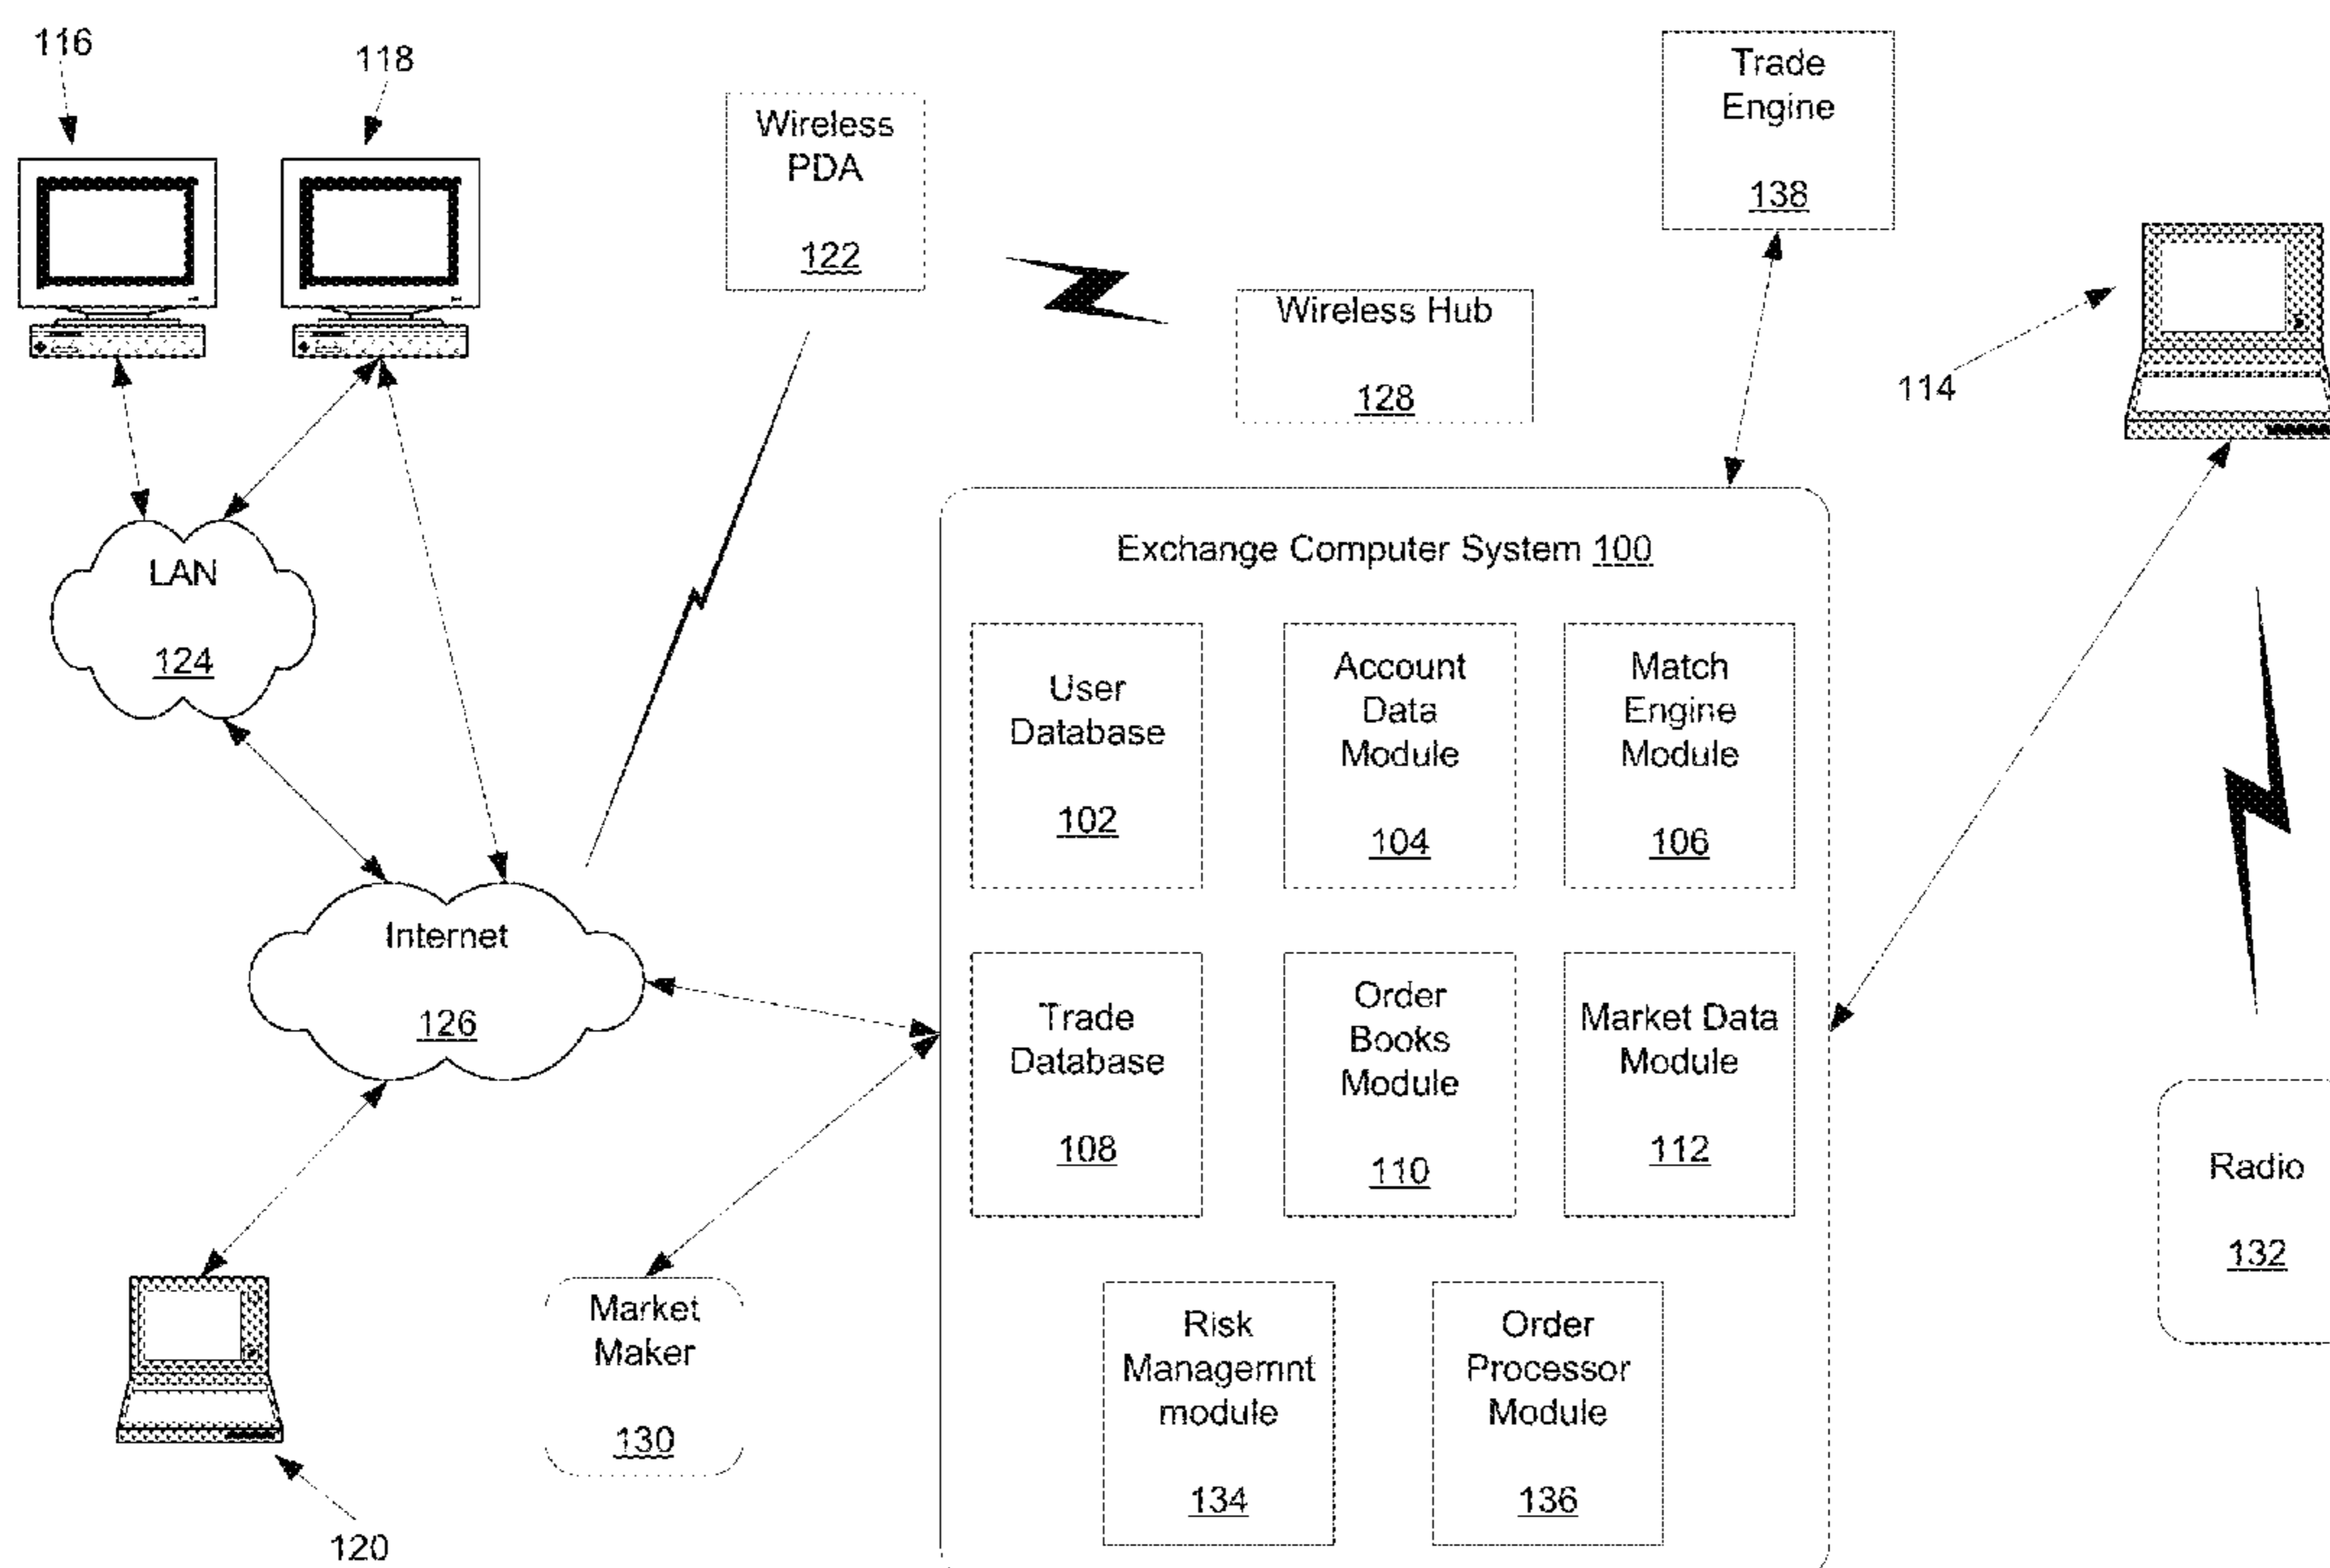 116
118
Wireless
PDA
122
Trade
Engine
138
Wireless Hub
128
114
LAN
124
Exchange Computer System 100
User
Database
102
Account
Data
Module
104
Match
Engine
Module
106
Internet
126
Trade
Database
108
Order
Books
Module
110
Market Data
Module
112
Radio
132
Market
Maker
130
Risk
Managemnt
module
134
Order
Processor
Module
136
120